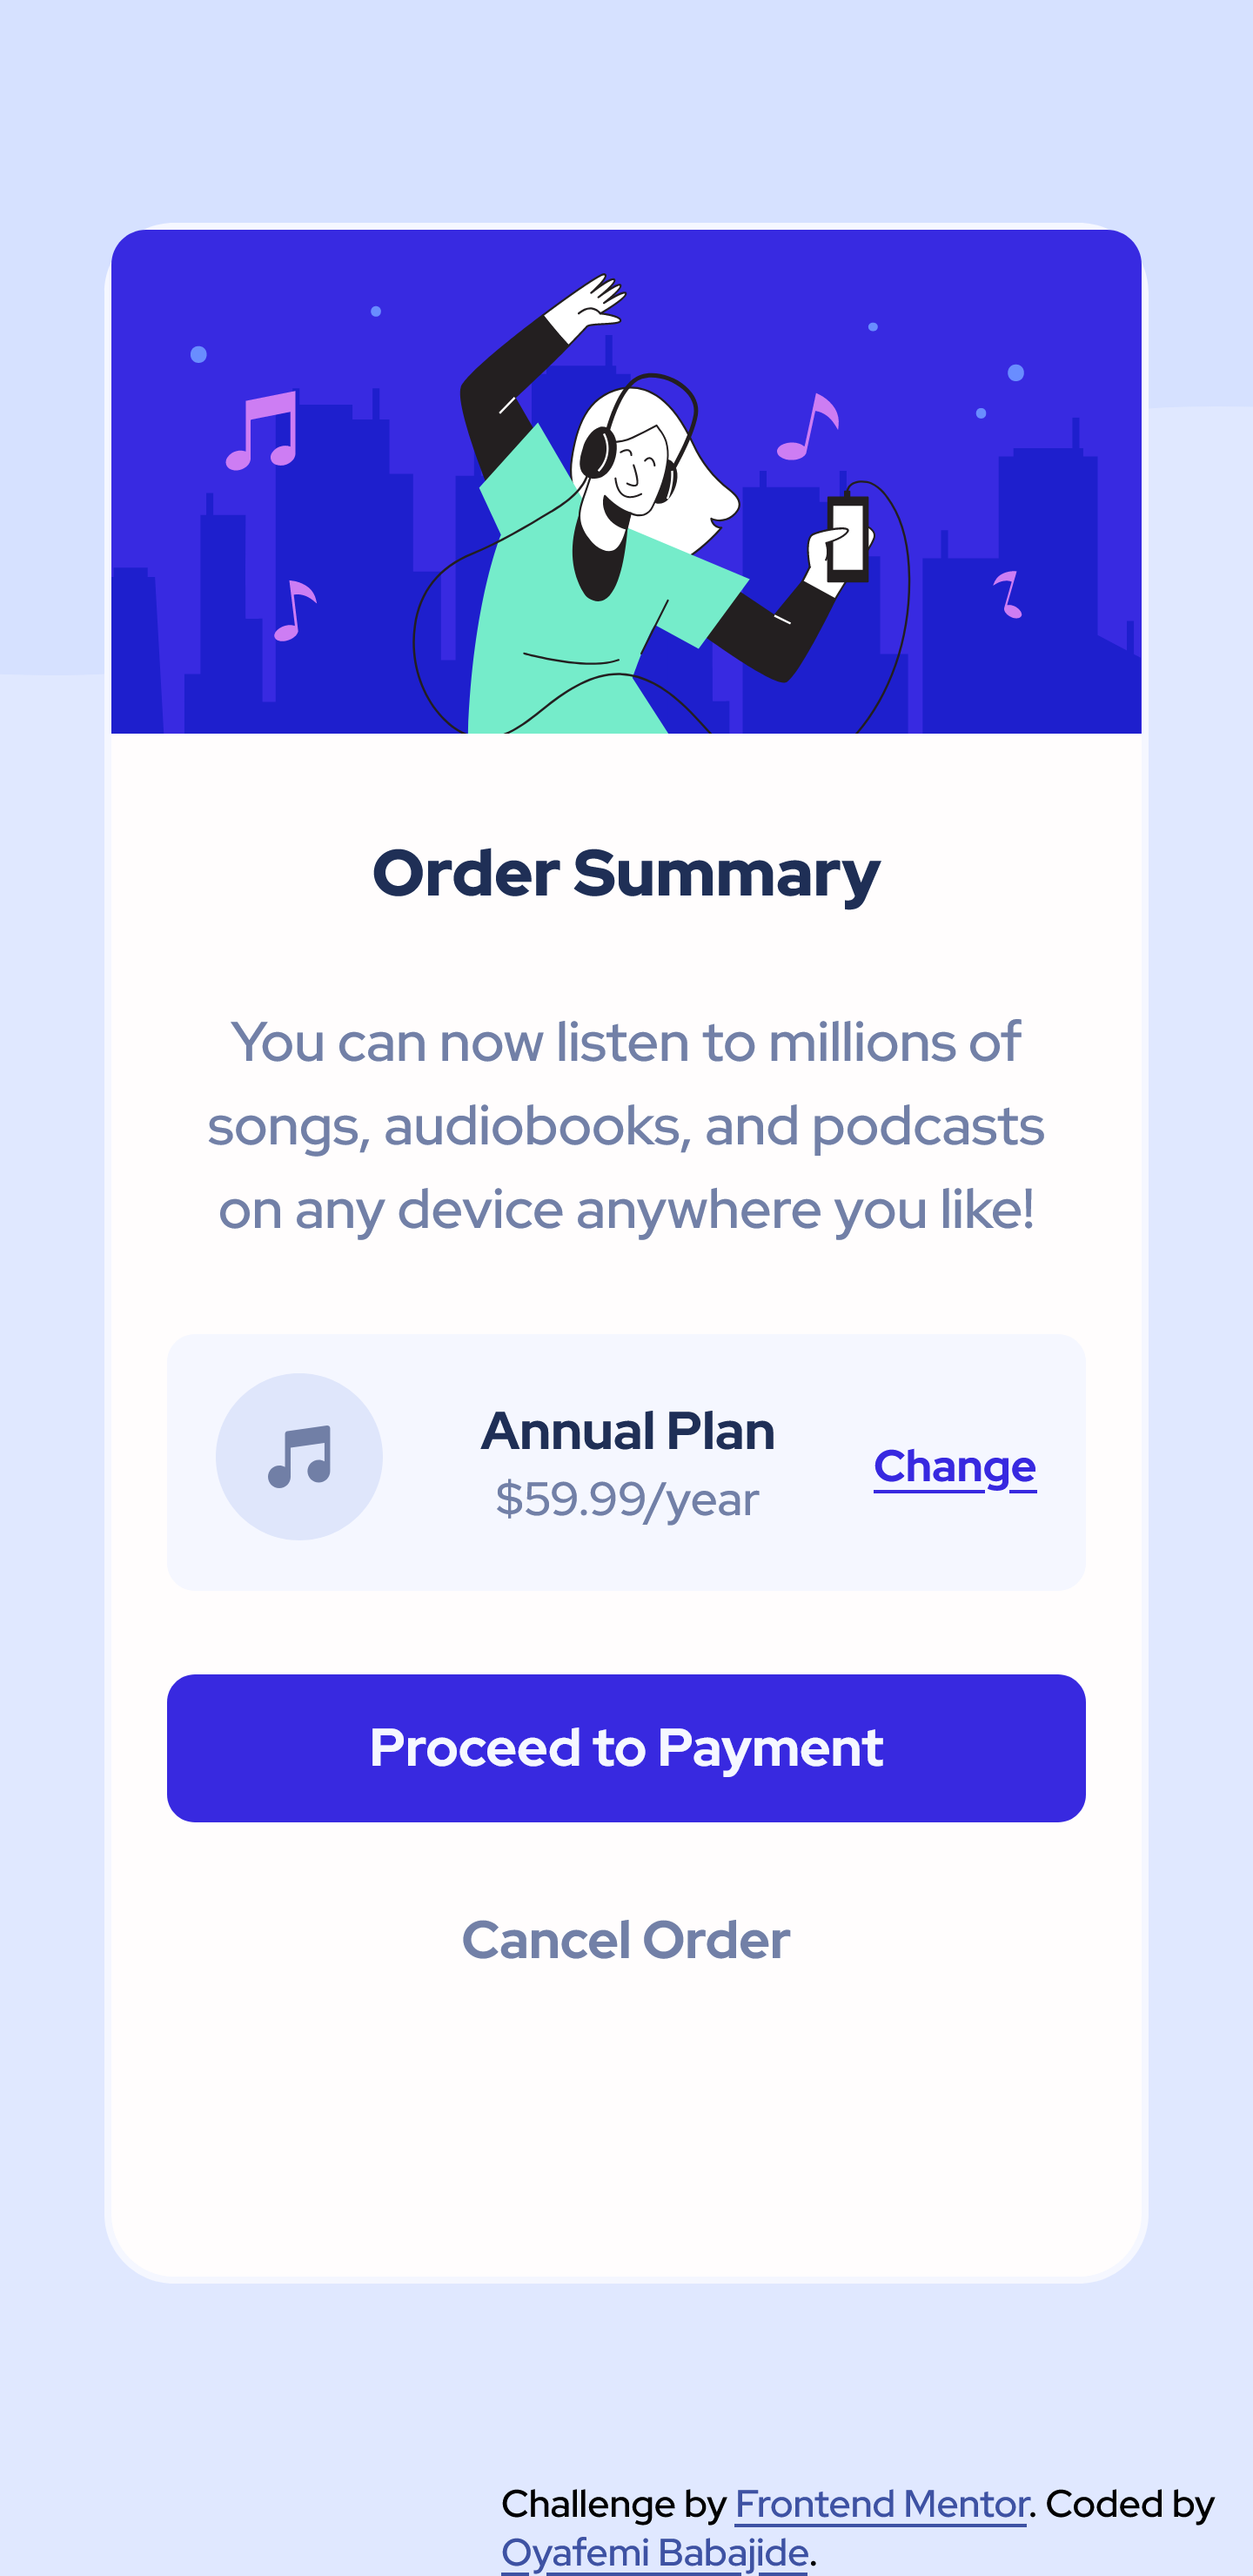 Order Summary
You can now listen to millions of
songs, audiobooks, and podcasts
on any device anywhere you like!
Annual Plan
$59.99/year
Change
Proceed to Payment
Cancel Order
Challenge by Frontend Mentor. Coded by
Oyafemi Babajide.